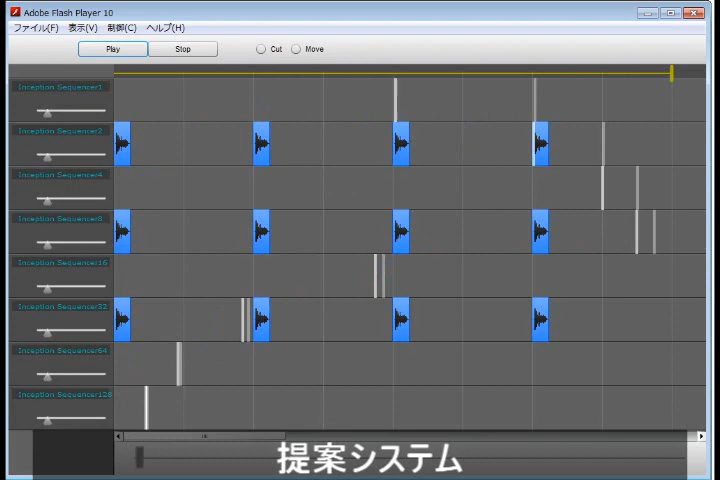 Adobe Flash Player 10
ファイル(F) 表示(V) 制御(C) ヘルプ(H)
Play Stop Cut Move
Inception Sequencer1
Inception Sequencer2
Inception Sequencer4
Inception Sequencer8
Inception Sequencer16
Inception Sequencer32
Inception Sequencer64
Inception Sequencer128
提案システム